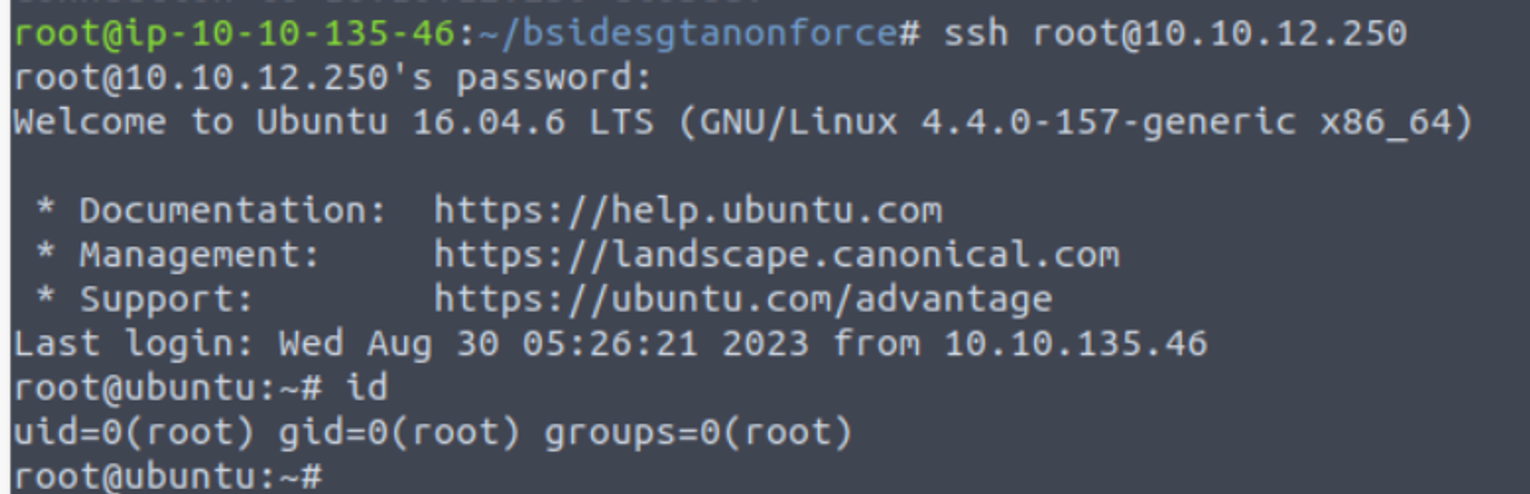 root@ip-10-10-135-46:~/bsidesgtanonforce# ssh root@10.10.12.250
root@10.10.12.250's password:
Welcome to Ubuntu 16.04.6 LTS (GNU/Linux 4.4.0-157-generic x86_64)

 * Documentation:  https://help.ubuntu.com
 * Management:     https://landscape.canonical.com
 * Support:        https://ubuntu.com/advantage
Last login: Wed Aug 30 05:26:21 2023 from 10.10.135.46
root@ubuntu:~# id
uid=0(root) gid=0(root) groups=0(root)
root@ubuntu:~#